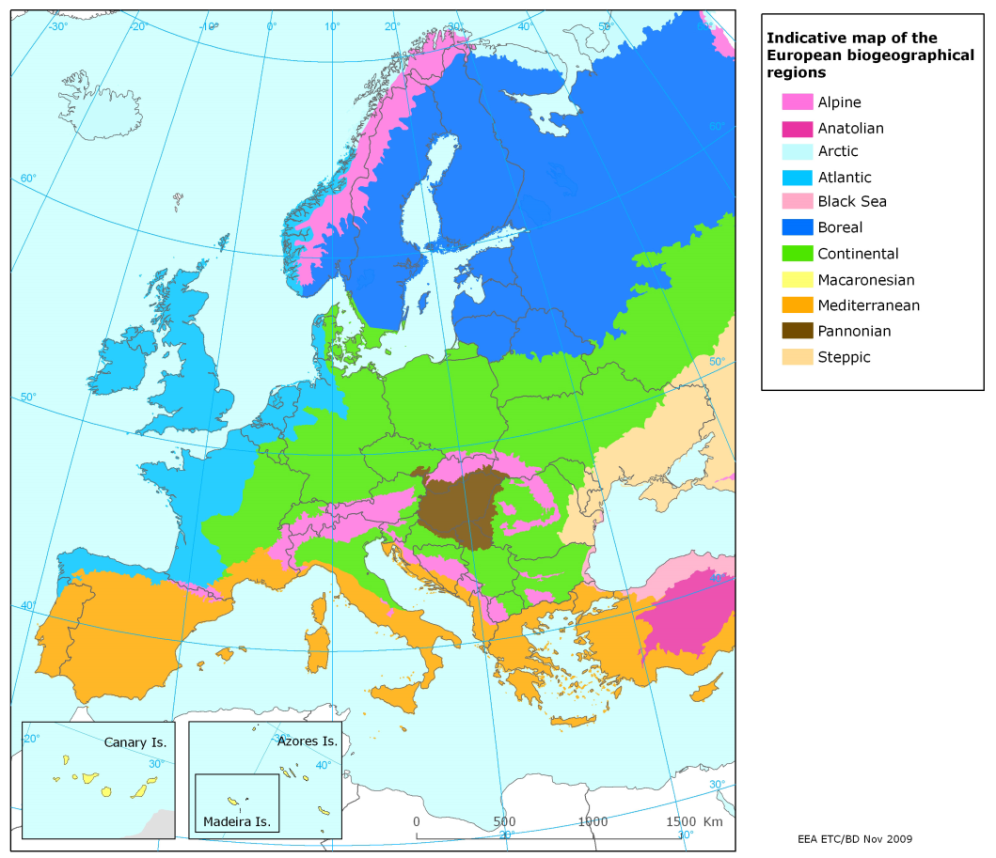 -30°
-20°
-10°
0°
10°
20°
30°
40°
50°
60°
Indicative map of the
European biogeographical
regions
Alpine
Anatolian
Arctic
Atlantic
Black Sea
Boreal
Continental
Macaronesian
Mediterranean
Pannonian
Steppic
60°
50°
50°
50°
40°
40°
-20°
Canary Is.
30°
-30°
Azores Is.
40°
Madeira Is.
30°
0 500 1000 1500 Km
20°
EEA ETC/BD Nov 2009